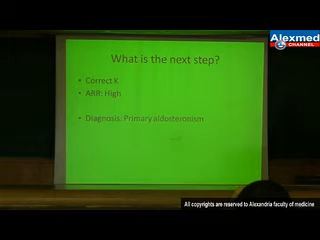 Alexmed
CHANNEL
What is the next step?
• Correct K
• ARR: High
• Diagnosis: Primary aldosteronism
All copyrights are reserved to Alexandria faculty of medicine